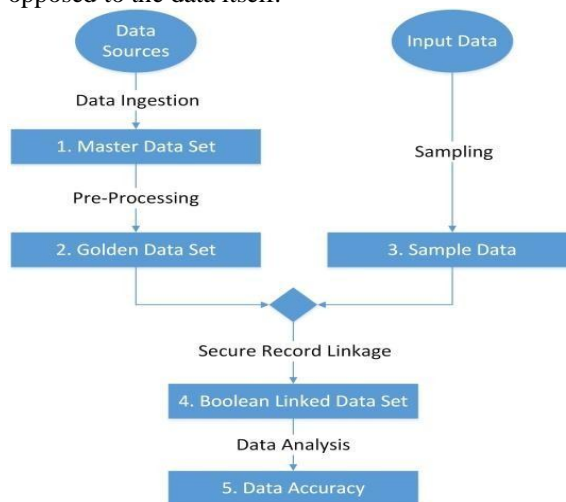 opposed to the data itself.
Data
Sources
Input Data
Data Ingestion
1. Master Data Set
Sampling
Pre-Processing
2. Golden Data Set
3. Sample Data
Secure Record Linkage
4. Boolean Linked Data Set
Data Analysis
5. Data Accuracy